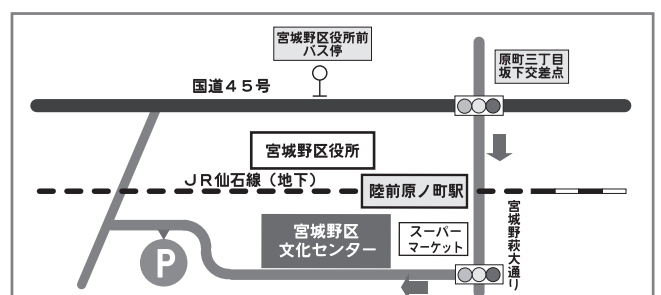 宮城野区役所前
バス停
原町三丁目
坂下交差点
国道４５号
宮城野区役所
ＪＲ仙石線（地下）
陸前原ノ町駅
宮城野区
文化センター
スーパー
マーケット
宮城野萩大通り
P